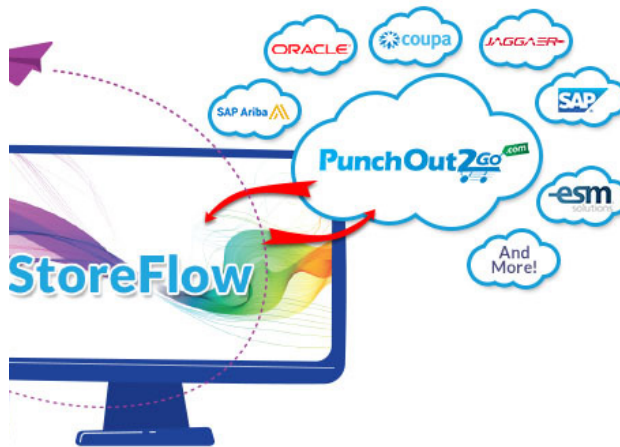 ORACLE
coupa
JAGGAER
SAP Ariba
SAP
PunchOut2Go.com
esm
solutions
And
More!
StoreFlow